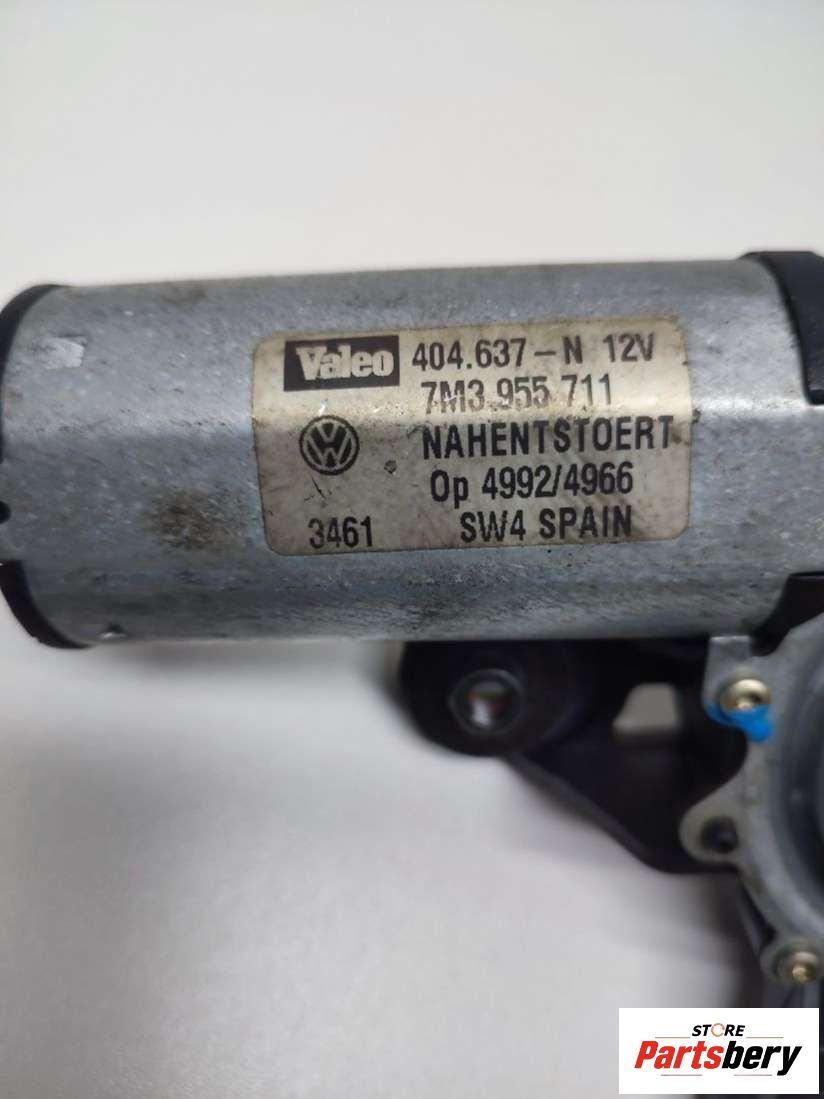 Valeo 404.637-N 12V
7M3 955 711
NAHENTSTOERT
Op 4992/4966
3461 SW4 SPAIN
STORE
Partsbery